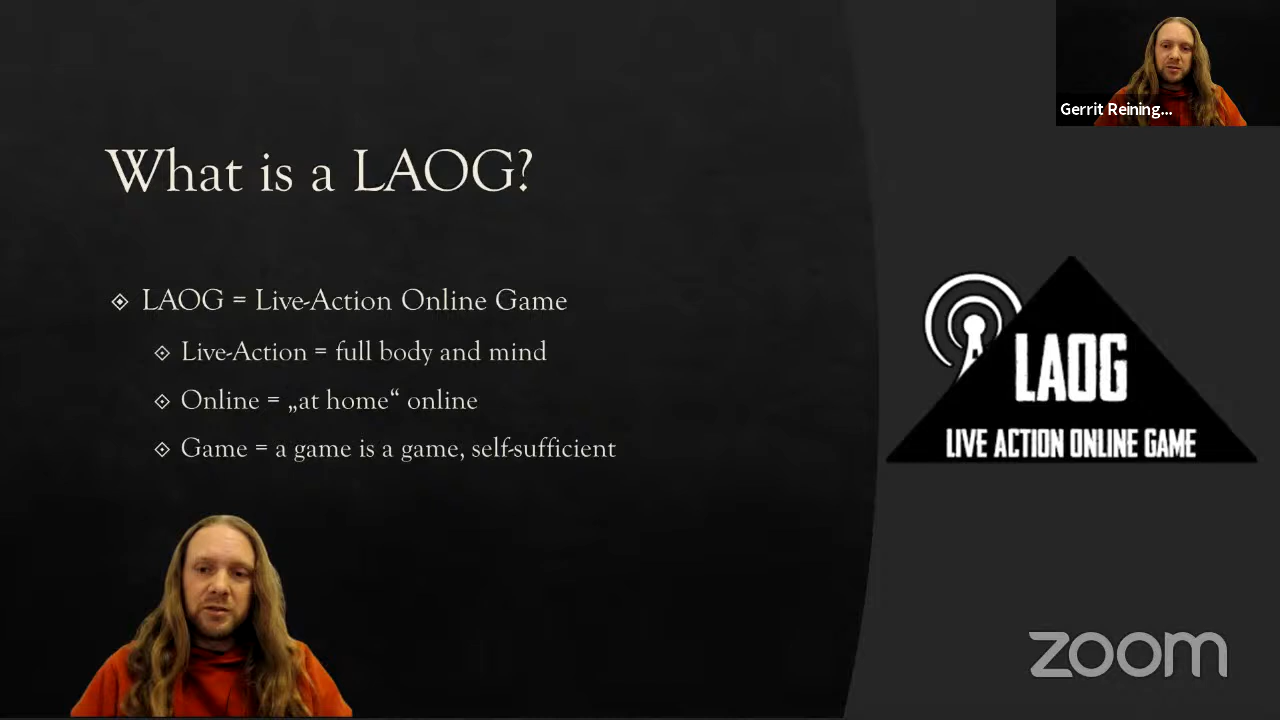 Gerrit Reining...
What is a LAOG?
LAOG = Live-Action Online Game
Live-Action = full body and mind
Online = „at home“ online
Game = a game is a game, self-sufficient
LAOG
LIVE ACTION ONLINE GAME
zoom